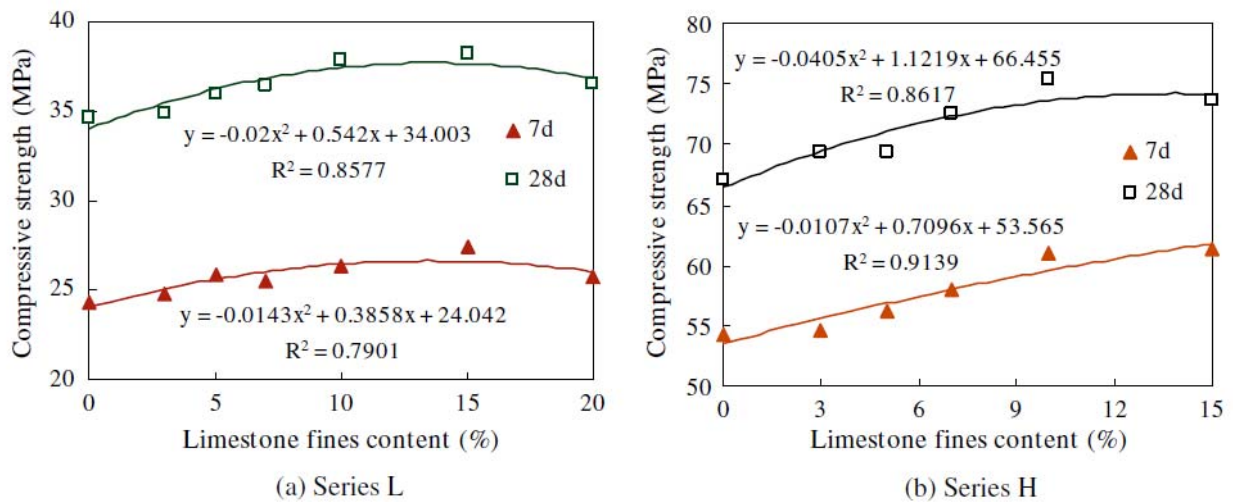 Compressive strength (MPa)
40
35
30
25
20
y = -0.02x² + 0.542x + 34.003
R² = 0.8577
7d
28d
y = -0.0143x² + 0.3858x + 24.042
R² = 0.7901
0 5 10 15 20
Limestone fines content (%)
(a) Series L
Compressive strength (MPa)
80
75
70
65
60
55
50
y = -0.0405x² + 1.1219x + 66.455
R² = 0.8617
7d
28d
y = -0.0107x² + 0.7096x + 53.565
R² = 0.9139
0 3 6 9 12 15
Limestone fines content (%)
(b) Series H